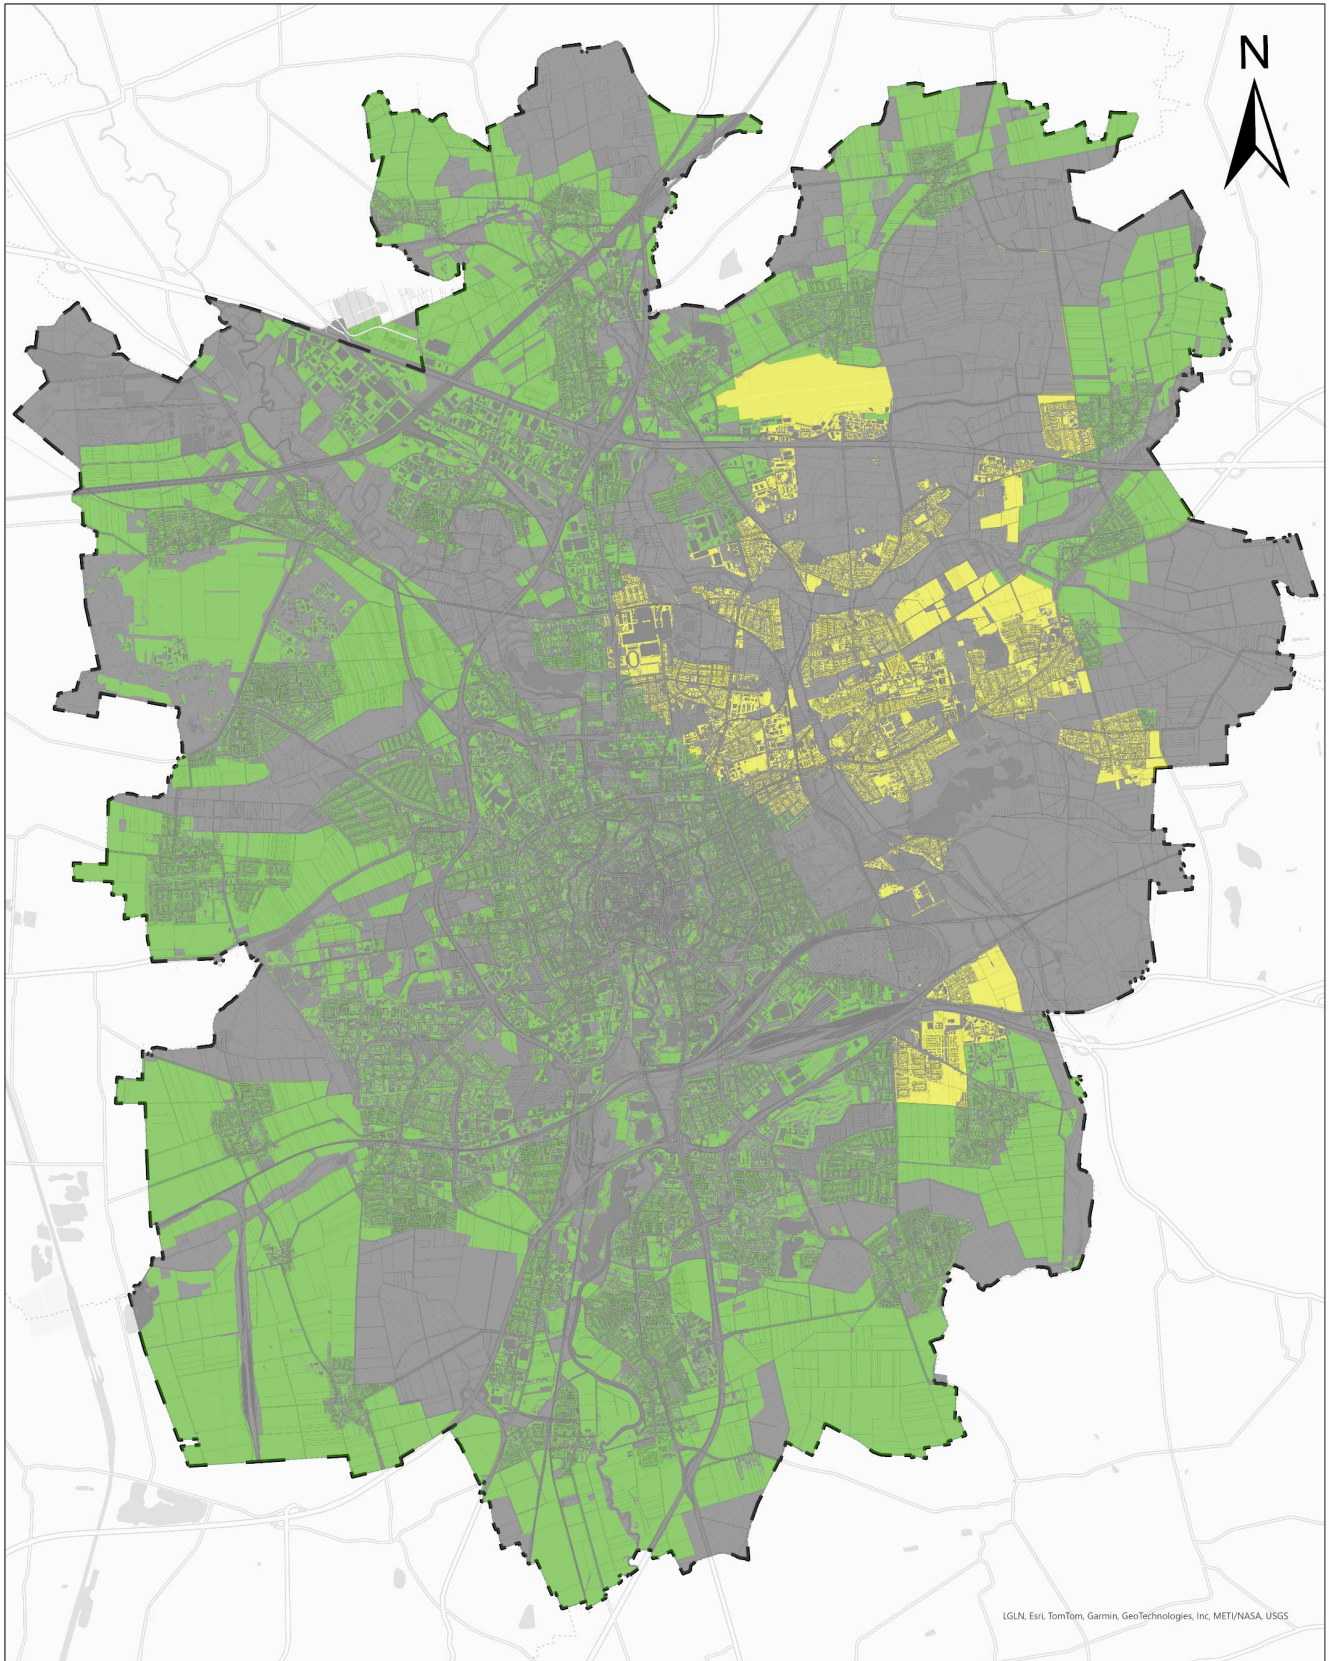 N
LGLN, Esri, TomTom, Garmin, GeoTechnologies, Inc, METI/NASA, USGS